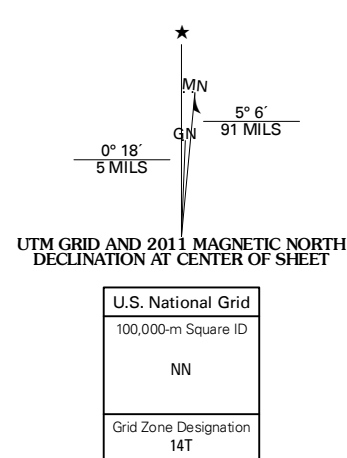 ★
MN
5° 6´
91 MILS
GN
0° 18´
5 MILS
UTM GRID AND 2011 MAGNETIC NORTH
DECLINATION AT CENTER OF SHEET
U.S. National Grid
100,000-m Square ID
NN
Grid Zone Designation
14T